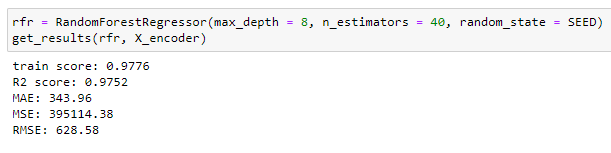 rfr = RandomForestRegressor(max_depth = 8, n_estimators = 40, random_state = SEED)
get_results(rfr, X_encoder)
train score: 0.9776
R2 score: 0.9752
MAE: 343.96
MSE: 395114.38
RMSE: 628.58